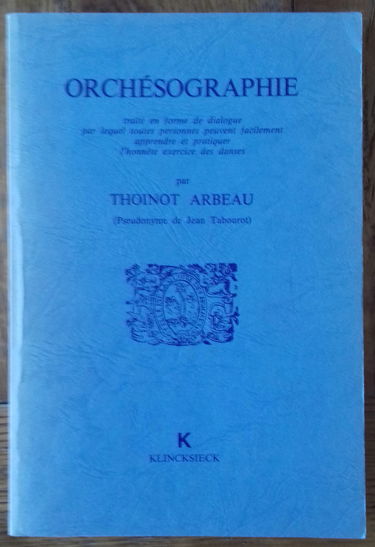 ORCHÉSOGRAPHIE
traité en forme de dialogue
par lequel toutes personnes peuvent facilement
apprendre et pratiquer
l'honnête exercice des danses
par
THOINOT ARBEAU
(Pseudonyme de Jean Tabourot)
K
KLINCKSIECK